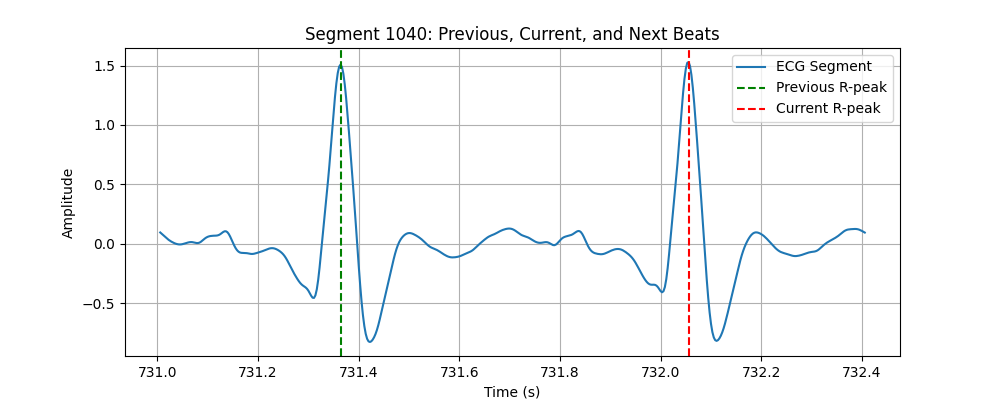 Segment 1040: Previous, Current, and Next Beats
ECG Segment
Previous R-peak
Current R-peak
Amplitude
1.5
1.0
0.5
0.0
−0.5
731.0 731.2 731.4 731.6 731.8 732.0 732.2 732.4
Time (s)